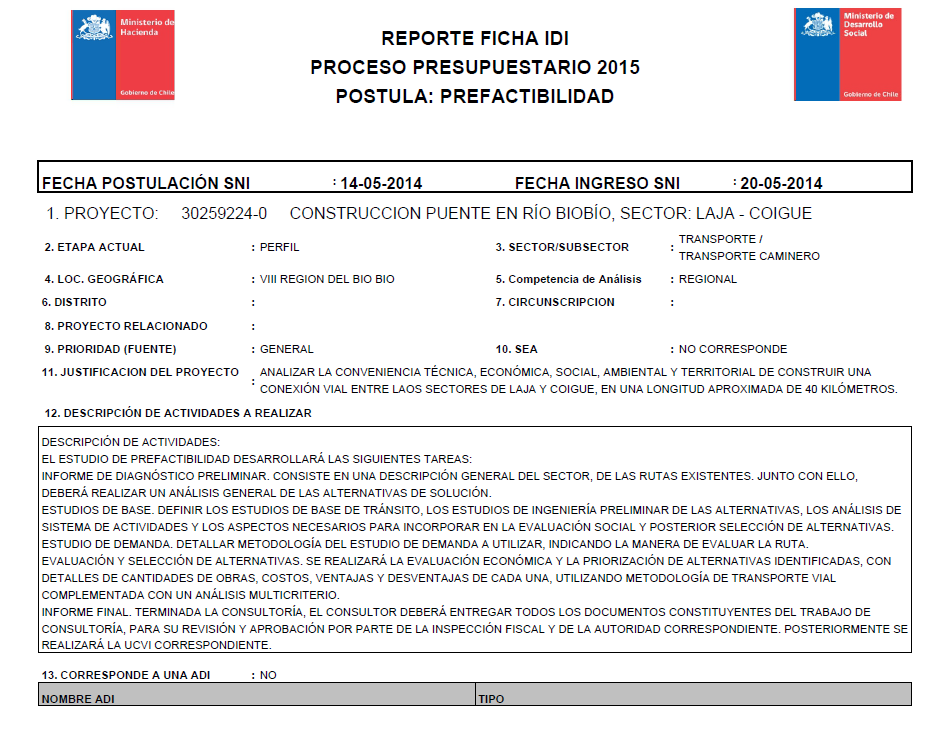 Ministerio de
Hacienda
Gobierno de Chile
REPORTE FICHA IDI
PROCESO PRESUPUESTARIO 2015
POSTULA: PREFACTIBILIDAD
Ministerio de
Desarrollo
Social
Gobierno de Chile
FECHA POSTULACIÓN SNI : 14-05-2014 FECHA INGRESO SNI : 20-05-2014
1. PROYECTO: 30259224-0 CONSTRUCCION PUENTE EN RÍO BIOBÍO, SECTOR: LAJA - COIGUE
2. ETAPA ACTUAL : PERFIL 3. SECTOR/SUBSECTOR : TRANSPORTE /
TRANSPORTE CAMINERO
4. LOC. GEOGRÁFICA : VIII REGION DEL BIO BIO 5. Competencia de Análisis : REGIONAL
6. DISTRITO : 7. CIRCUNSCRIPCION :
8. PROYECTO RELACIONADO :
9. PRIORIDAD (FUENTE) : GENERAL 10. SEA : NO CORRESPONDE
11. JUSTIFICACION DEL PROYECTO : ANALIZAR LA CONVENIENCIA TÉCNICA, ECONÓMICA, SOCIAL, AMBIENTAL Y TERRITORIAL DE CONSTRUIR UNA
CONEXIÓN VIAL ENTRE LAOS SECTORES DE LAJA Y COIGUE, EN UNA LONGITUD APROXIMADA DE 40 KILÓMETROS.
12. DESCRIPCIÓN DE ACTIVIDADES A REALIZAR
DESCRIPCIÓN DE ACTIVIDADES:
EL ESTUDIO DE PREFACTIBILIDAD DESARROLLARÁ LAS SIGUIENTES TAREAS:
INFORME DE DIAGNÓSTICO PRELIMINAR. CONSISTE EN UNA DESCRIPCIÓN GENERAL DEL SECTOR, DE LAS RUTAS EXISTENTES. JUNTO CON ELLO,
DEBERÁ REALIZAR UN ANÁLISIS GENERAL DE LAS ALTERNATIVAS DE SOLUCIÓN.
ESTUDIOS DE BASE. DEFINIR LOS ESTUDIOS DE BASE DE TRÁNSITO, LOS ESTUDIOS DE INGENIERÍA PRELIMINAR DE LAS ALTERNATIVAS, LOS ANÁLISIS DE
SISTEMA DE ACTIVIDADES Y LOS ASPECTOS NECESARIOS PARA INCORPORAR EN LA EVALUACIÓN SOCIAL Y POSTERIOR SELECCIÓN DE ALTERNATIVAS.
ESTUDIO DE DEMANDA. DETALLAR METODOLOGÍA DEL ESTUDIO DE DEMANDA A UTILIZAR, INDICANDO LA MANERA DE EVALUAR LA RUTA.
EVALUACIÓN Y SELECCIÓN DE ALTERNATIVAS. SE REALIZARÁ LA EVALUACIÓN ECONÓMICA Y LA PRIORIZACIÓN DE ALTERNATIVAS IDENTIFICADAS, CON
DETALLES DE CANTIDADES DE OBRAS, COSTOS, VENTAJAS Y DESVENTAJAS DE CADA UNA, UTILIZANDO METODOLOGÍA DE TRANSPORTE VIAL
COMPLEMENTADA CON UN ANÁLISIS MULTICRITERIO.
INFORME FINAL. TERMINADA LA CONSULTORÍA, EL CONSULTOR DEBERÁ ENTREGAR TODOS LOS DOCUMENTOS CONSTITUYENTES DEL TRABAJO DE
CONSULTORÍA, PARA SU REVISIÓN Y APROBACIÓN POR PARTE DE LA INSPECCIÓN FISCAL Y DE LA AUTORIDAD CORRESPONDIENTE. POSTERIORMENTE SE
REALIZARÁ LA UCVI CORRESPONDIENTE.
13. CORRESPONDE A UNA ADI : NO
NOMBRE ADI TIPO